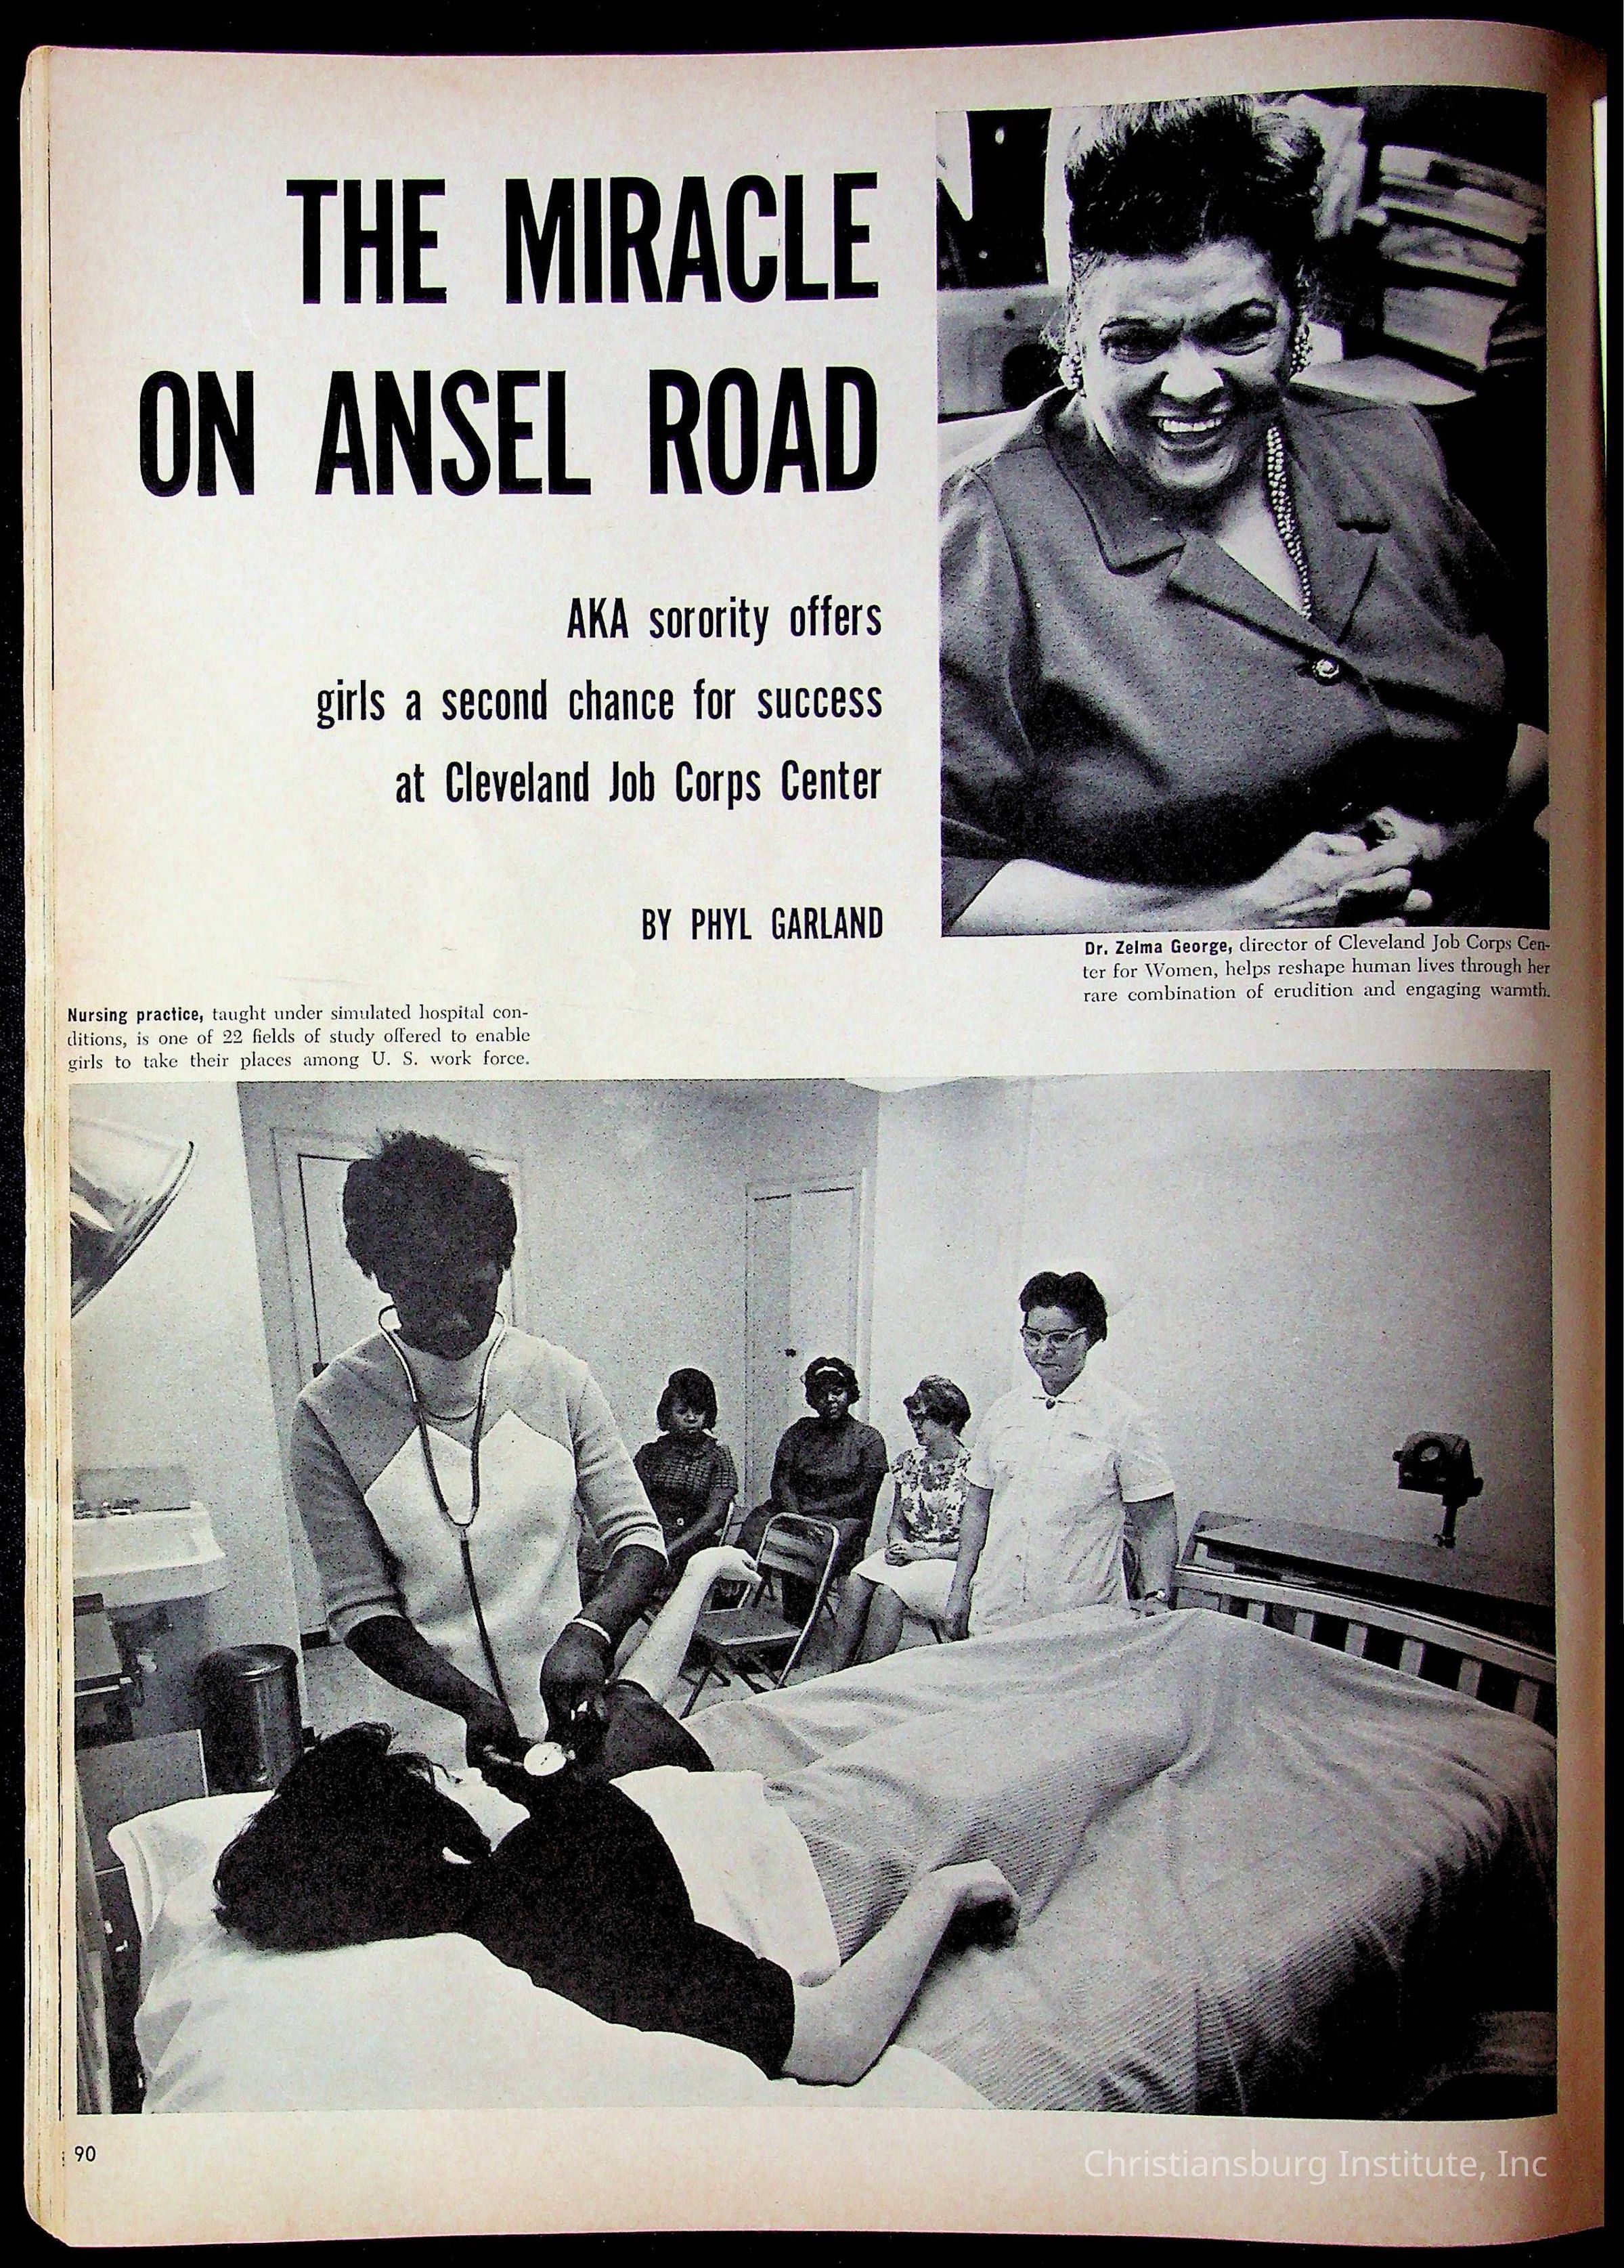 THE MIRACLE
ON ANSEL ROAD
AKA sorority offers
girls a second chance for success
at Cleveland Job Corps Center
BY PHYL GARLAND
Dr. Zelma George, director of Cleveland Job Corps Cen-
ter for Women, helps reshape human lives through her
rare combination of erudition and engaging warmth.
Nursing practice, taught under simulated hospital con-
ditions, is one of 22 fields of study offered to enable
girls to take their places among U. S. work force.
90
Christiansburg Institute, Inc